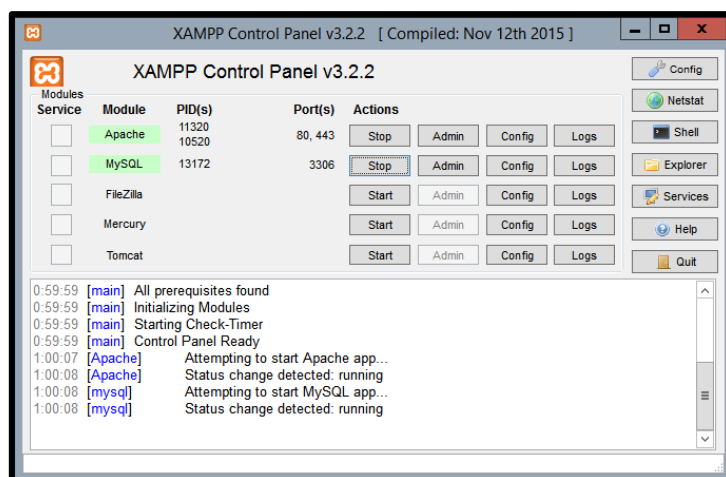 XAMPP Control Panel v3.2.2 [ Compiled: Nov 12th 2015 ]
XAMPP Control Panel v3.2.2
Config
Modules
Service Module PID(s) Port(s) Actions
Netstat
Apache 11320 10520 80, 443 Stop Admin Config Logs
Shell
MySQL 13172 3306 Stop Admin Config Logs
Explorer
FileZilla Start Admin Config Logs
Services
Mercury Start Admin Config Logs
Help
Tomcat Start Admin Config Logs
Quit
0:59:59 [main] All prerequisites found
0:59:59 [main] Initializing Modules
0:59:59 [main] Starting Check-Timer
0:59:59 [main] Control Panel Ready
1:00:07 [Apache] Attempting to start Apache app...
1:00:08 [Apache] Status change detected: running
1:00:08 [mysql] Attempting to start MySQL app...
1:00:08 [mysql] Status change detected: running